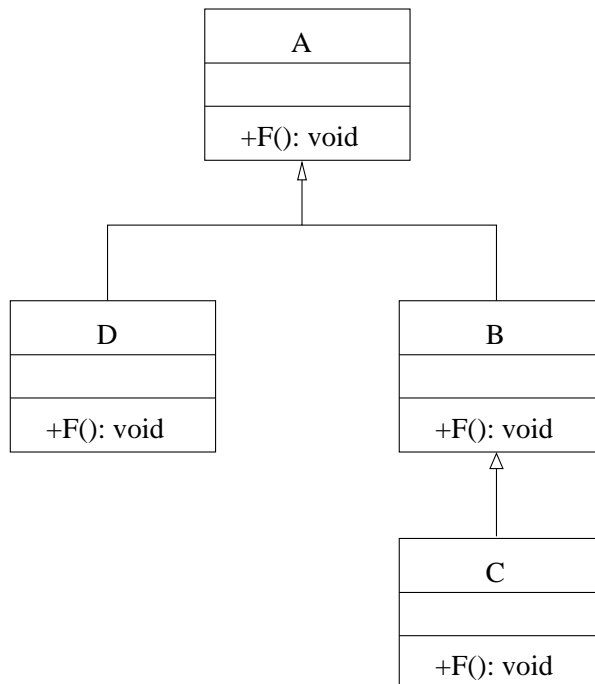 A
+F(): void
D
B
+F(): void
+F(): void
C
+F(): void